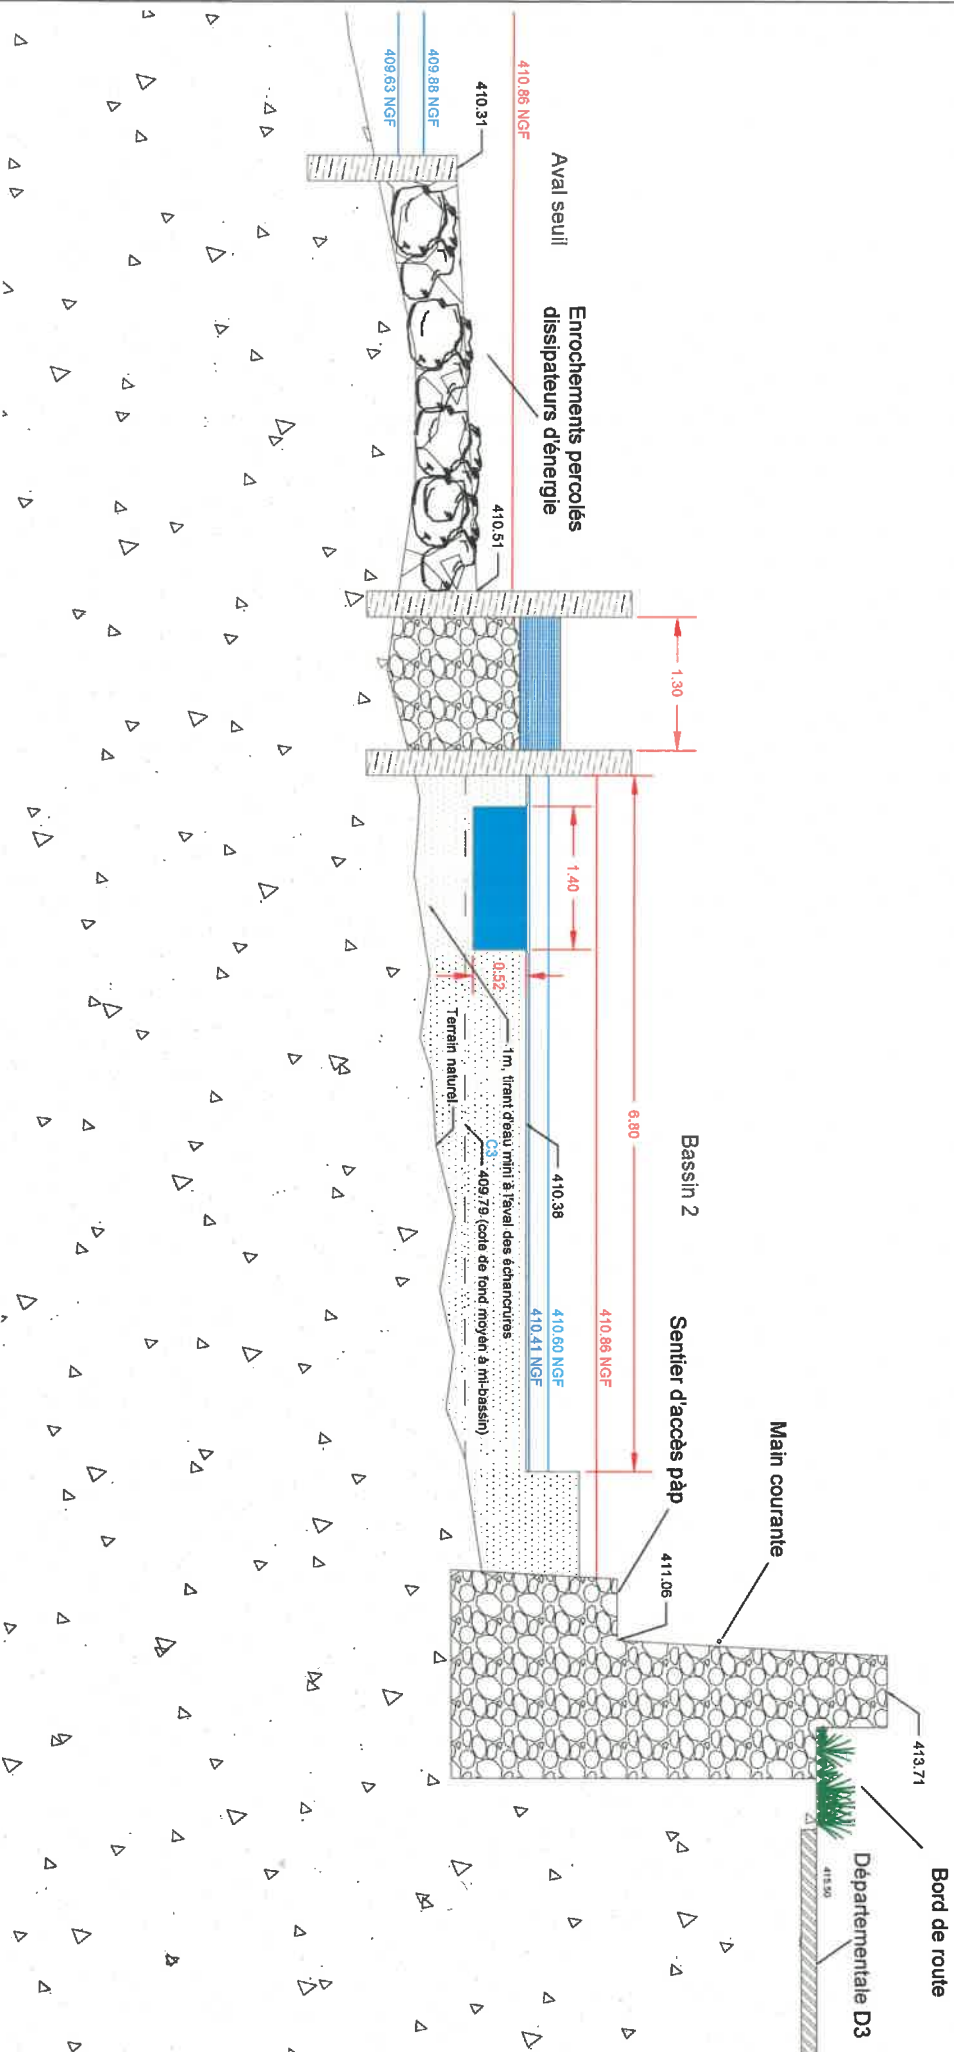 409.63 NGF
409.88 NGF
410.31
410.86 NGF
Aval seuil
Enrochements percolés
dissipateurs d'énergie
410.51
1.30
1.40
0.52
6.80
Bassin 2
1m, tirant d'eau mini à l'aval des échancrures
Terrain naturel
C3
409.79 (cote de fond moyen à mi-bassin)
410.38
410.41 NGF
410.60 NGF
410.86 NGF
Sentier d'accès pàp
Main courante
411.06
413.71
Bord de route
Départementale D3